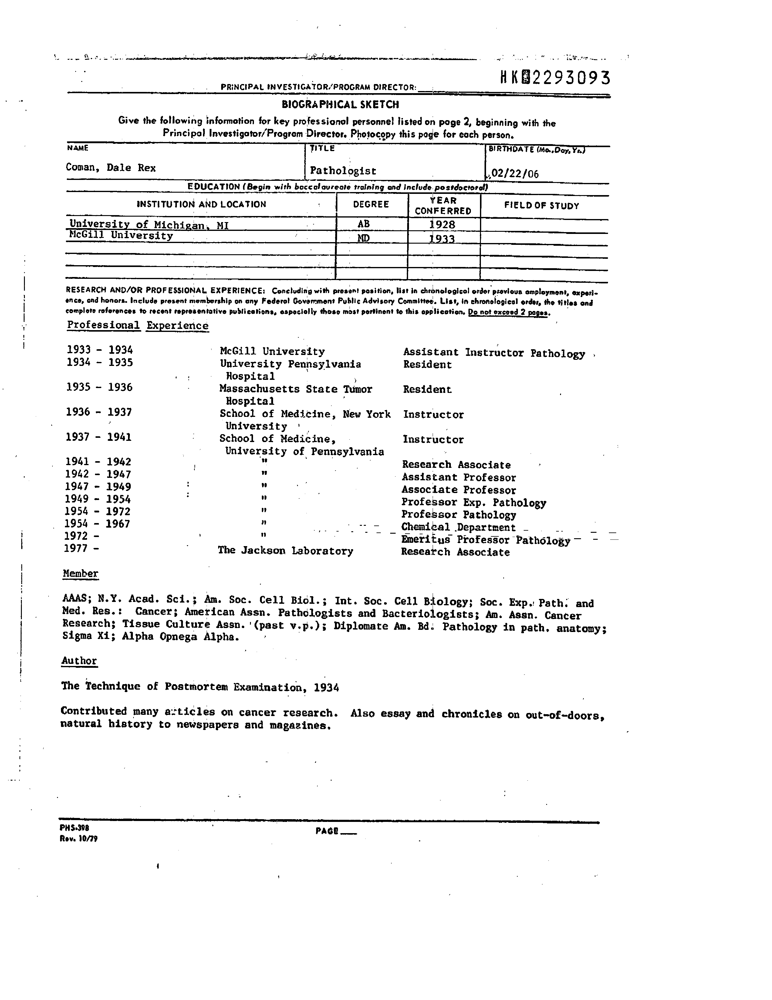 HK02293093
PRINCIPAL INVESTIGATOR/PROGRAM DIRECTOR:
BIOGRAPHICAL SKETCH
Give the following information for key professional personnel listed on page 2, beginning with the
Principal Investigator/Program Director. Photocopy this page for each person.
NAME TITLE BIRTHDATE (Mo., Day, Yr.)
Coman, Dale Rex Pathologist 02/22/06
EDUCATION (Begin with baccalaureate training and include postdoctoral)
INSTITUTION AND LOCATION DEGREE YEAR CONFERRED FIELD OF STUDY
University of Michigan, MI AB 1928
McGill University MD 1933
RESEARCH AND/OR PROFESSIONAL EXPERIENCE: Concluding with present position, list in chronological order previous employment, experi-
ence, and honors. Include present membership on any Federal Government Public Advisory Committee. List, in chronological order, the titles and
complete references to recent representative publications, especially those most pertinent to this application. Do not exceed 2 pages.
Professional Experience
1933 - 1934 McGill University Assistant Instructor Pathology
1934 - 1935 University Pennsylvania Resident
Hospital
1935 - 1936 Massachusetts State Tumor Resident
Hospital
1936 - 1937 School of Medicine, New York Instructor
University
1937 - 1941 School of Medicine, Instructor
University of Pennsylvania
1941 - 1942 " Research Associate
1942 - 1947 " Assistant Professor
1947 - 1949 " Associate Professor
1949 - 1954 " Professor Exp. Pathology
1954 - 1972 " Professor Pathology
1954 - 1967 " Chemical Department
1972 - " Emeritus Professor Pathology
1977 - The Jackson Laboratory Research Associate
Member
AAAS; N.Y. Acad. Sci.; Am. Soc. Cell Biol.; Int. Soc. Cell Biology; Soc. Exp. Path. and
Med. Res.: Cancer; American Assn. Pathologists and Bacteriologists; Am. Assn. Cancer
Research; Tissue Culture Assn. (past v.p.); Diplomate Am. Bd. Pathology in path. anatomy;
Sigma Xi; Alpha Opnega Alpha.
Author
The Technique of Postmortem Examination, 1934
Contributed many articles on cancer research. Also essay and chronicles on out-of-doors,
natural history to newspapers and magazines.
PHS-398
Rev. 10/79
PAGE